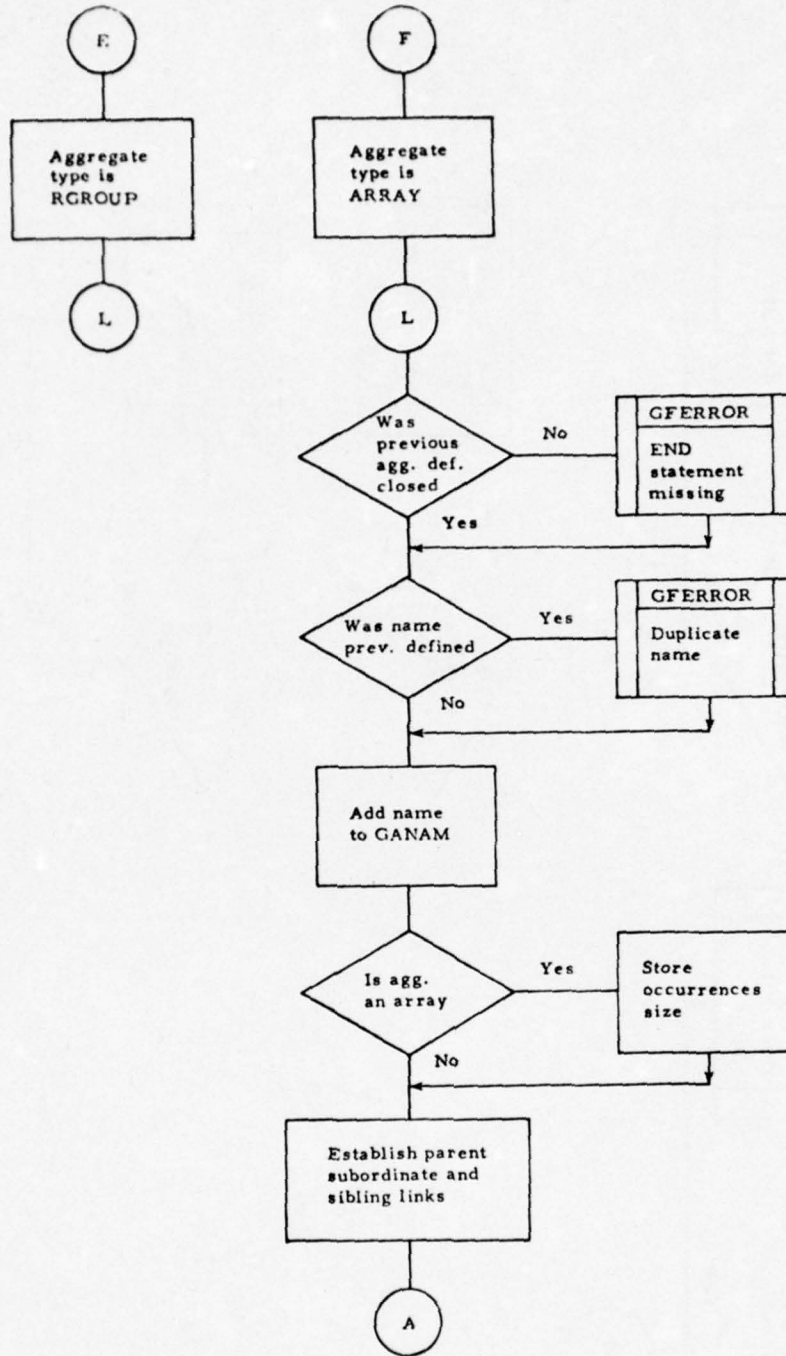 E
F
Aggregate
type is
RGROUP
Aggregate
type is
ARRAY
L
L
Was
previous
agg. def.
closed
No
GFERROR
END
statement
missing
Yes
Was name
prev. defined
Yes
GFERROR
Duplicate
name
No
Add name
to GANAM
Is agg.
an array
Yes
Store
occurrences
size
No
Establish parent
subordinate and
sibling links
A